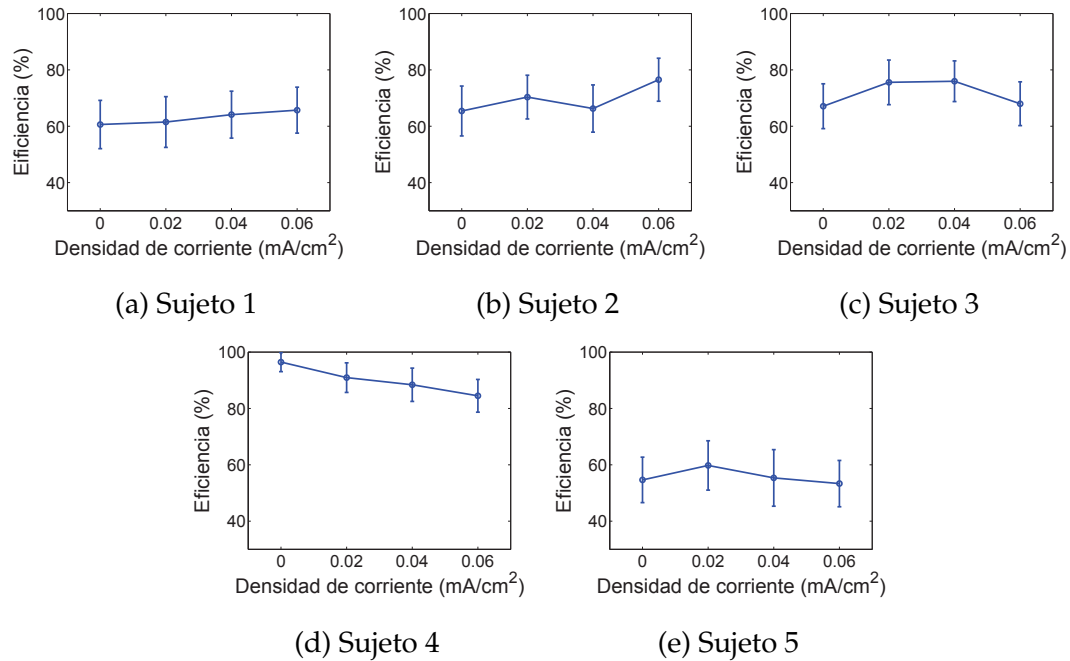 100
80
60
40
Eificiencia (%)
0 0.02 0.04 0.06
Densidad de corriente (mA/cm²)
(a) Sujeto 1
100
80
60
40
Eficiencia (%)
0 0.02 0.04 0.06
Densidad de corriente (mA/cm²)
(b) Sujeto 2
100
80
60
40
Eficiencia (%)
0 0.02 0.04 0.06
Densidad de corriente (mA/cm²)
(c) Sujeto 3
100
80
60
40
Eficiencia (%)
0 0.02 0.04 0.06
Densidad de corriente (mA/cm²)
(d) Sujeto 4
100
80
60
40
Eficiencia (%)
0 0.02 0.04 0.06
Densidad de corriente (mA/cm²)
(e) Sujeto 5